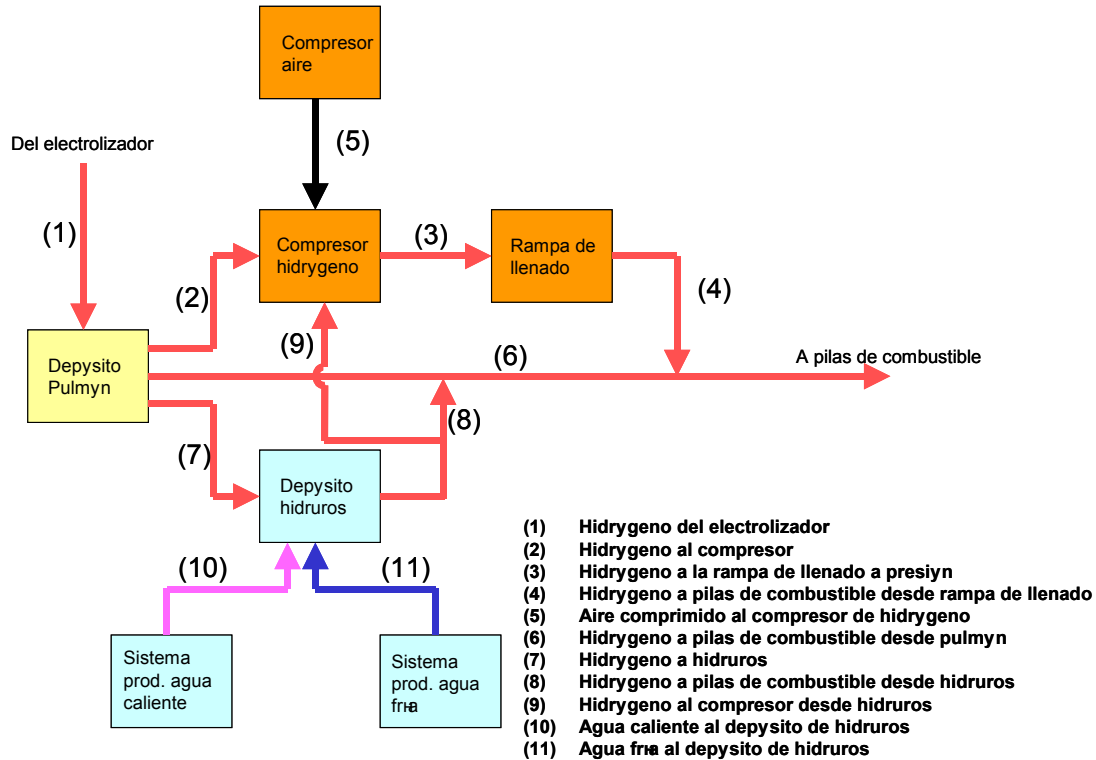 Compresor
aire
(5)
Del electrolizador
(1)
Compresor
hidrygeno
(3)
Rampa de
llenado
(2)
(4)
(9)
(6)
A pilas de combustible
Depysito
Pulmyn
(8)
(7)
Depysito
hidruros
(10)
(11)
Sistema
prod. agua
caliente
Sistema
prod. agua
(1) Hidrygeno del electrolizador
(2) Hidrygeno al compresor
(3) Hidrygeno a la rampa de llenado a presiyn
(4) Hidrygeno a pilas de combustible desde rampa de llenado
(5) Aire comprimido al compresor de hidrygeno
(6) Hidrygeno a pilas de combustible desde pulmyn
(7) Hidrygeno a hidruros
(8) Hidrygeno a pilas de combustible desde hidruros
(9) Hidrygeno al compresor desde hidruros
(10) Agua caliente al depysito de hidruros
(11) Agua al depysito de hidruros